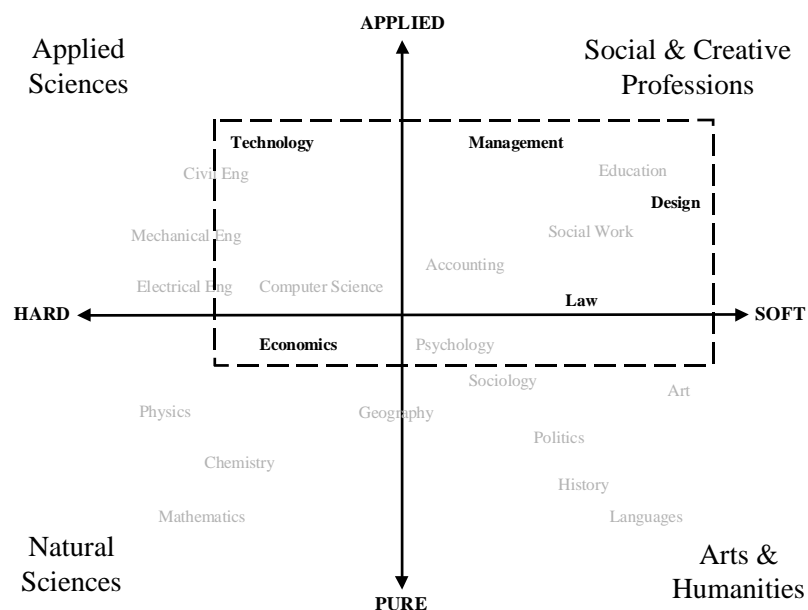 APPLIED
Applied
Sciences
Social & Creative
Professions
Technology
Management
Civil Eng
Education
Design
Mechanical Eng
Social Work
Accounting
Electrical Eng
Computer Science
Law
HARD
SOFT
Economics
Psychology
Sociology
Art
Physics
Geography
Politics
Chemistry
History
Mathematics
Languages
Natural
Sciences
Arts &
Humanities
PURE